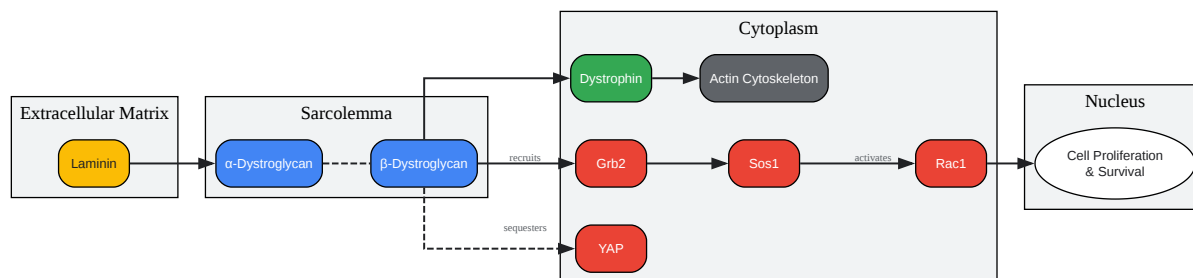 Cytoplasm
Dystrophin
Actin Cytoskeleton
Extracellular Matrix
Sarcolemma
Nucleus
Laminin
α-Dystroglycan
β-Dystroglycan
recruits
Grb2
Sos1
activates
Rac1
Cell Proliferation
& Survival
sequesters
YAP